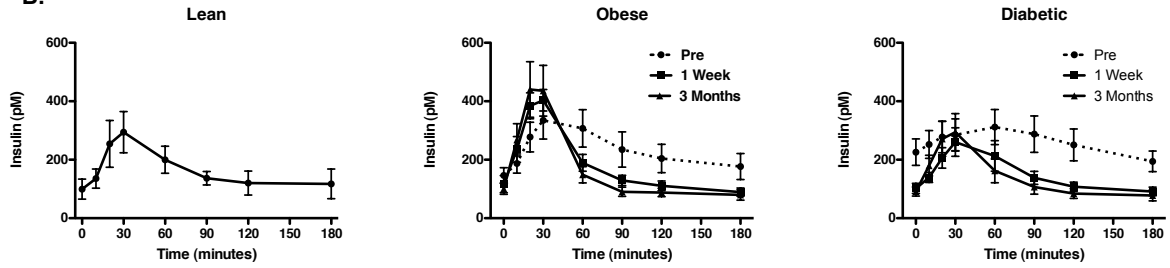 B.
Lean
Insulin (pM)
600
400
200
0
0 30 60 90 120 150 180
Time (minutes)
Obese
Insulin (pM)
600
400
200
0
Pre
1 Week
3 Months
0 30 60 90 120 150 180
Time (minutes)
Diabetic
Insulin (pM)
600
400
200
0
Pre
1 Week
3 Months
0 30 60 90 120 150 180
Time (minutes)